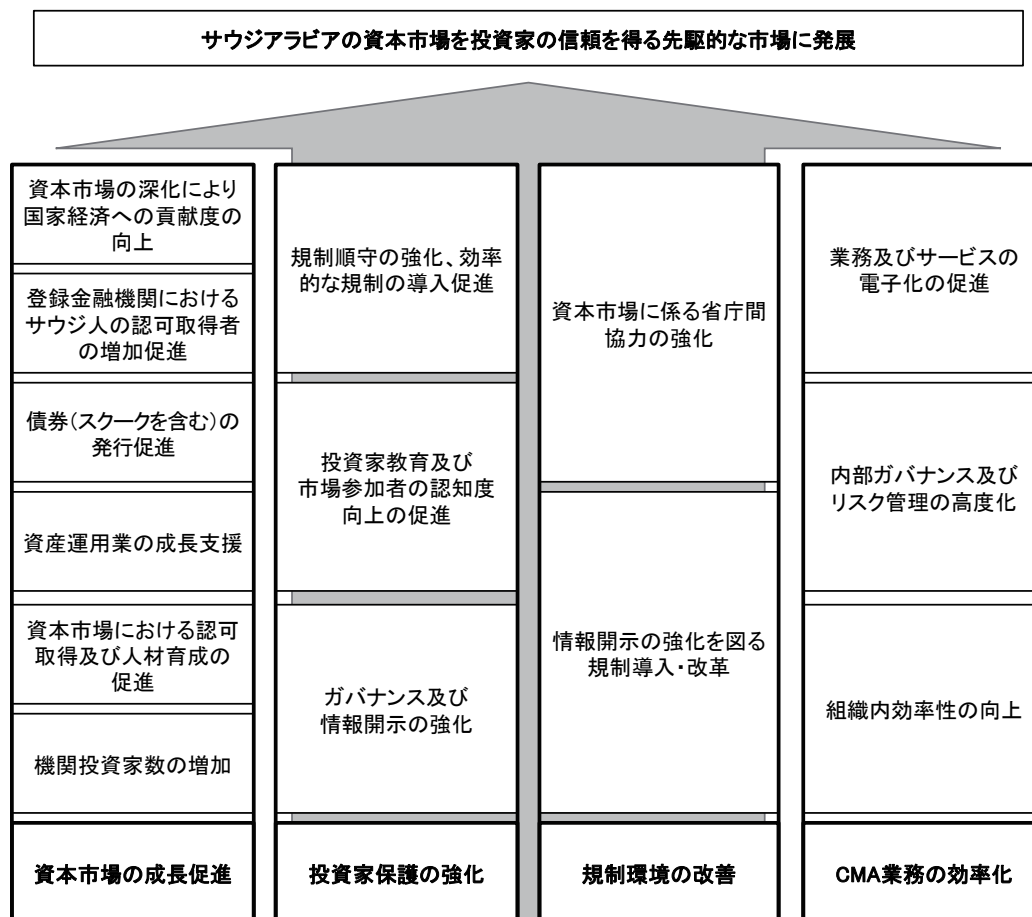 サウジアラビアの資本市場を投資家の信頼を得る先駆的な市場に発展
資本市場の深化により
国家経済への貢献度の
向上
登録金融機関における
サウジ人の認可取得者
の増加促進
債券(スクークを含む)の
発行促進
資産運用業の成長支援
資本市場における認可
取得及び人材育成の
促進
機関投資家数の増加
資本市場の成長促進
規制順守の強化、効率
的な規制の導入促進
投資家教育及び
市場参加者の認知度
向上の促進
ガバナンス及び
情報開示の強化
投資家保護の強化
資本市場に係る省庁間
協力の強化
情報開示の強化を図る
規制導入・改革
規制環境の改善
業務及びサービスの
電子化の促進
内部ガバナンス及び
リスク管理の高度化
組織内効率性の向上
CMA業務の効率化